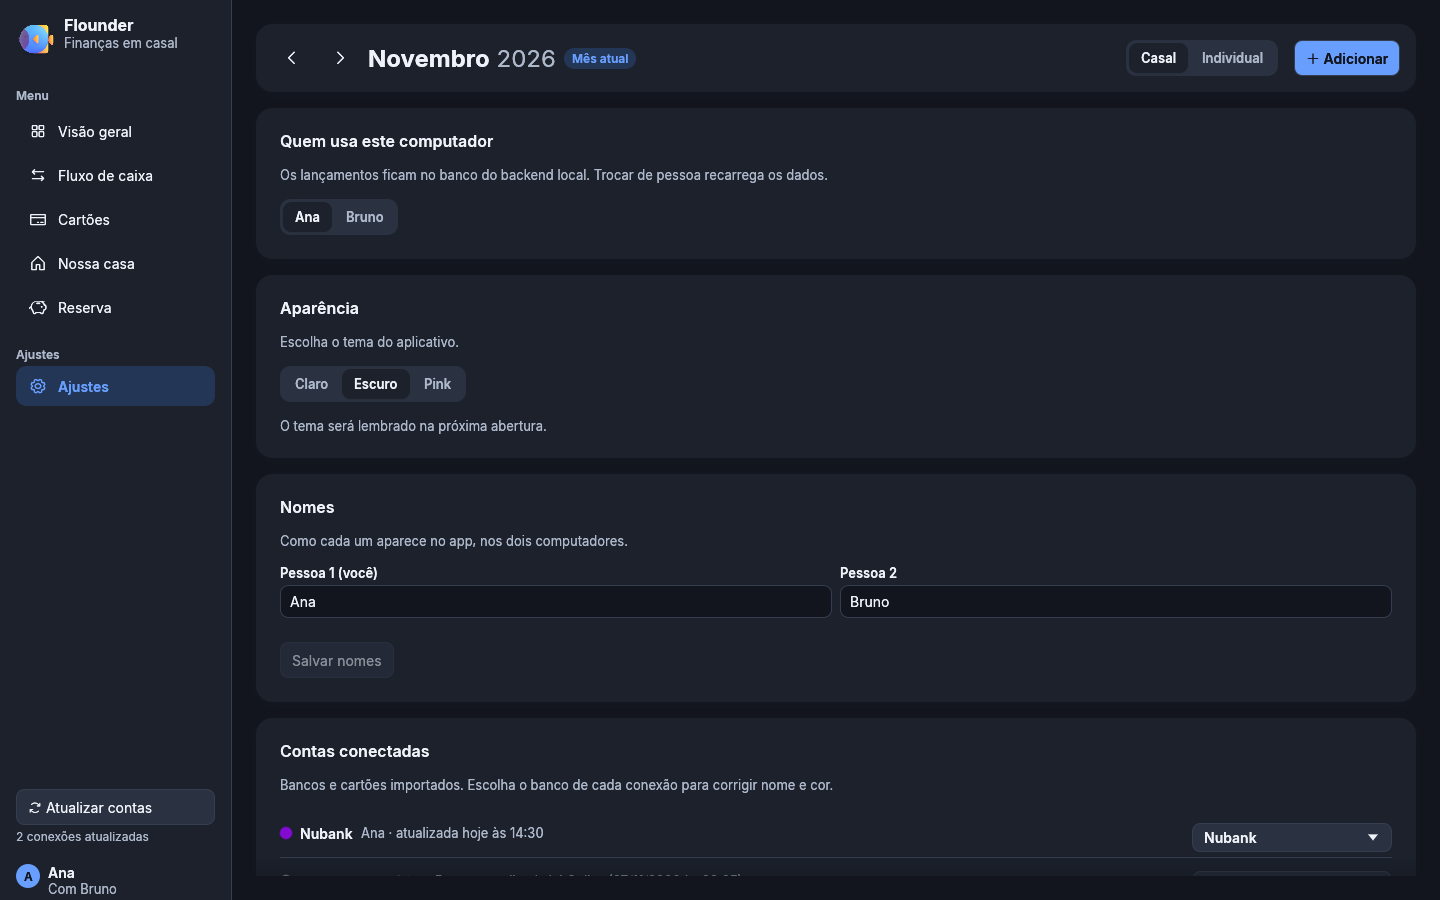 Flounder
Finanças em casal
Menu
Visão geral
Fluxo de caixa
Cartões
Nossa casa
Reserva
Ajustes
Ajustes
Atualizar contas
2 conexões atualizadas
A
Ana
Com Bruno
Novembro 2026 Mês atual
Casal Individual
+ Adicionar
Quem usa este computador
Os lançamentos ficam no banco do backend local. Trocar de pessoa recarrega os dados.
Ana Bruno
Aparência
Escolha o tema do aplicativo.
Claro Escuro Pink
O tema será lembrado na próxima abertura.
Nomes
Como cada um aparece no app, nos dois computadores.
Pessoa 1 (você) Pessoa 2
Ana Bruno
Salvar nomes
Contas conectadas
Bancos e cartões importados. Escolha o banco de cada conexão para corrigir nome e cor.
Nubank Ana · atualizada hoje às 14:30 Nubank